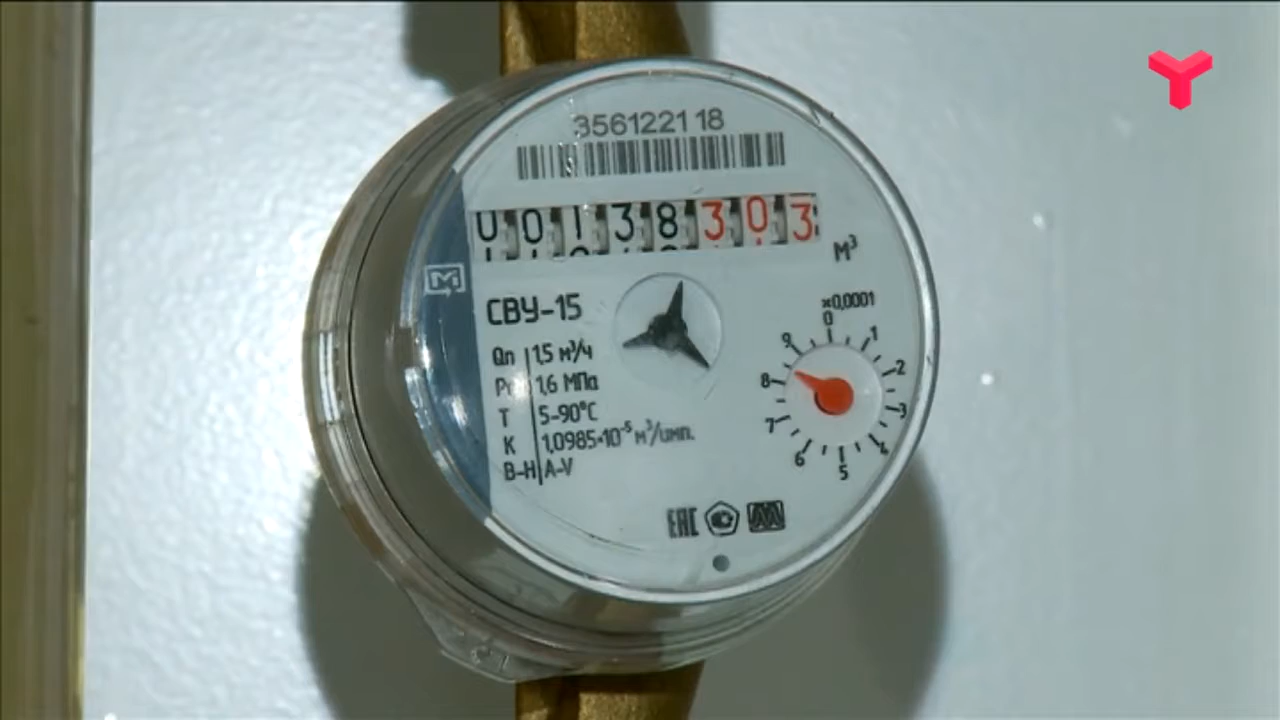 356122118
00138303
м³
СВУ-15
×0,0001
0
1
2
3
4
5
6
7
8
9
Qn 1,5 м³/ч
1,6 МПа
T 5-90°C
K 1,0985×10⁻⁵ м³/имп.
B-H A-V
ЕАС